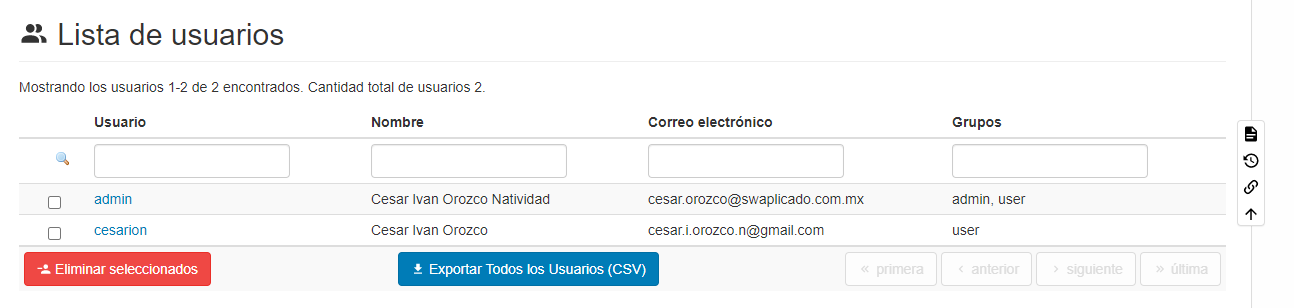 Lista de usuarios
Mostrando los usuarios 1-2 de 2 encontrados. Cantidad total de usuarios 2.
Usuario Nombre Correo electrónico Grupos
admin Cesar Ivan Orozco Natividad cesar.orozco@swaplicado.com.mx admin, user
cesarion Cesar Ivan Orozco cesar.i.orozco.n@gmail.com user
Eliminar seleccionados Exportar Todos los Usuarios (CSV) « primera ‹ anterior › siguiente » última